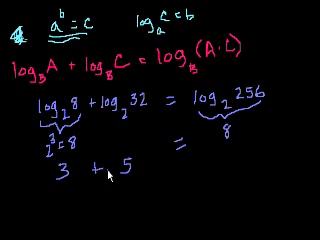 a^b = c log_a c = b
log_B A + log_B C = log_B (A·C)
log_2 8 + log_2 32 = log_2 256
2^3 = 8 = 8
3 + 5